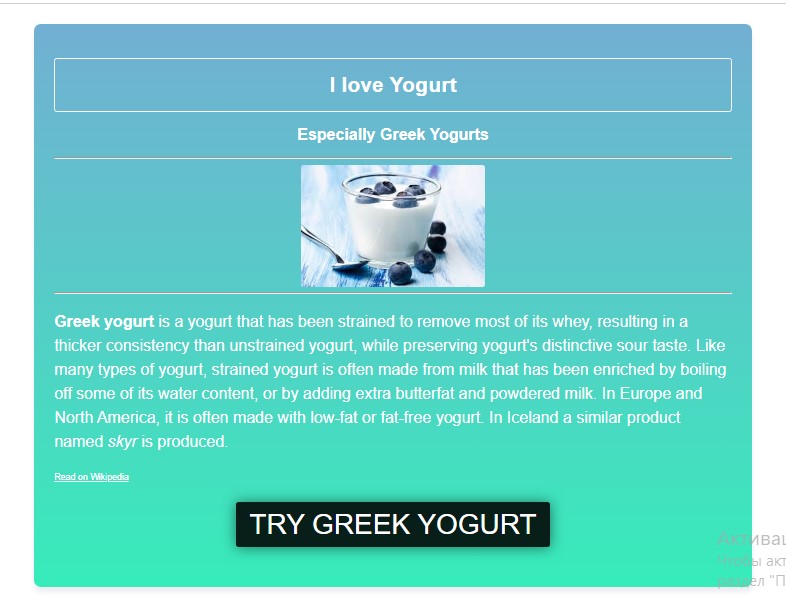 I love Yogurt
Especially Greek Yogurts
Greek yogurt is a yogurt that has been strained to remove most of its whey, resulting in a
thicker consistency than unstrained yogurt, while preserving yogurt's distinctive sour taste. Like
many types of yogurt, strained yogurt is often made from milk that has been enriched by boiling
off some of its water content, or by adding extra butterfat and powdered milk. In Europe and
North America, it is often made with low-fat or fat-free yogurt. In Iceland a similar product
named skyr is produced.
Read on Wikipedia
TRY GREEK YOGURT
Чтобы
раздел "П